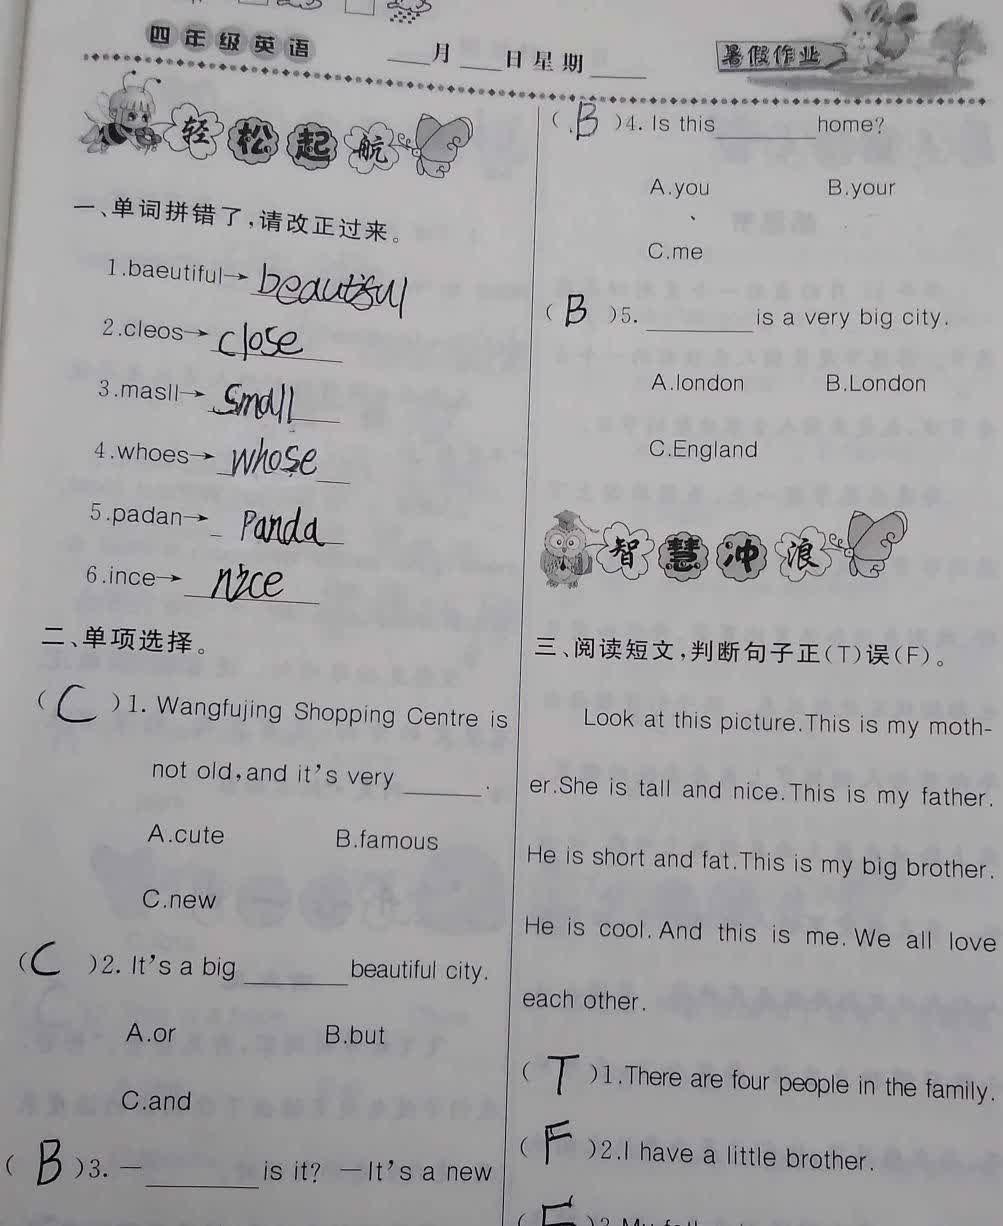 四年级英语
___月___日星期____
暑假作业
轻松起航
一、单词拼错了,请改正过来。
1.baeutiful→ beautiful
2.cleos→ close
3.masll→ small
4.whoes→ whose
5.padan→ Panda
6.ince→ nice
二、单项选择。
( C )1. Wangfujing Shopping Centre is
not old,and it's very ______.
A.cute B.famous
C.new
( C )2. It's a big ______ beautiful city.
A.or B.but
C.and
( B )3. — ______ is it? —It's a new
( B )4. Is this ______ home?
A.you B.your
C.me
( B )5. ______ is a very big city.
A.london B.London
C.England
智慧冲浪
三、阅读短文,判断句子正(T)误(F)。
Look at this picture.This is my moth-
er.She is tall and nice.This is my father.
He is short and fat.This is my big brother.
He is cool. And this is me. We all love
each other.
( T )1.There are four people in the family.
( F )2.I have a little brother.